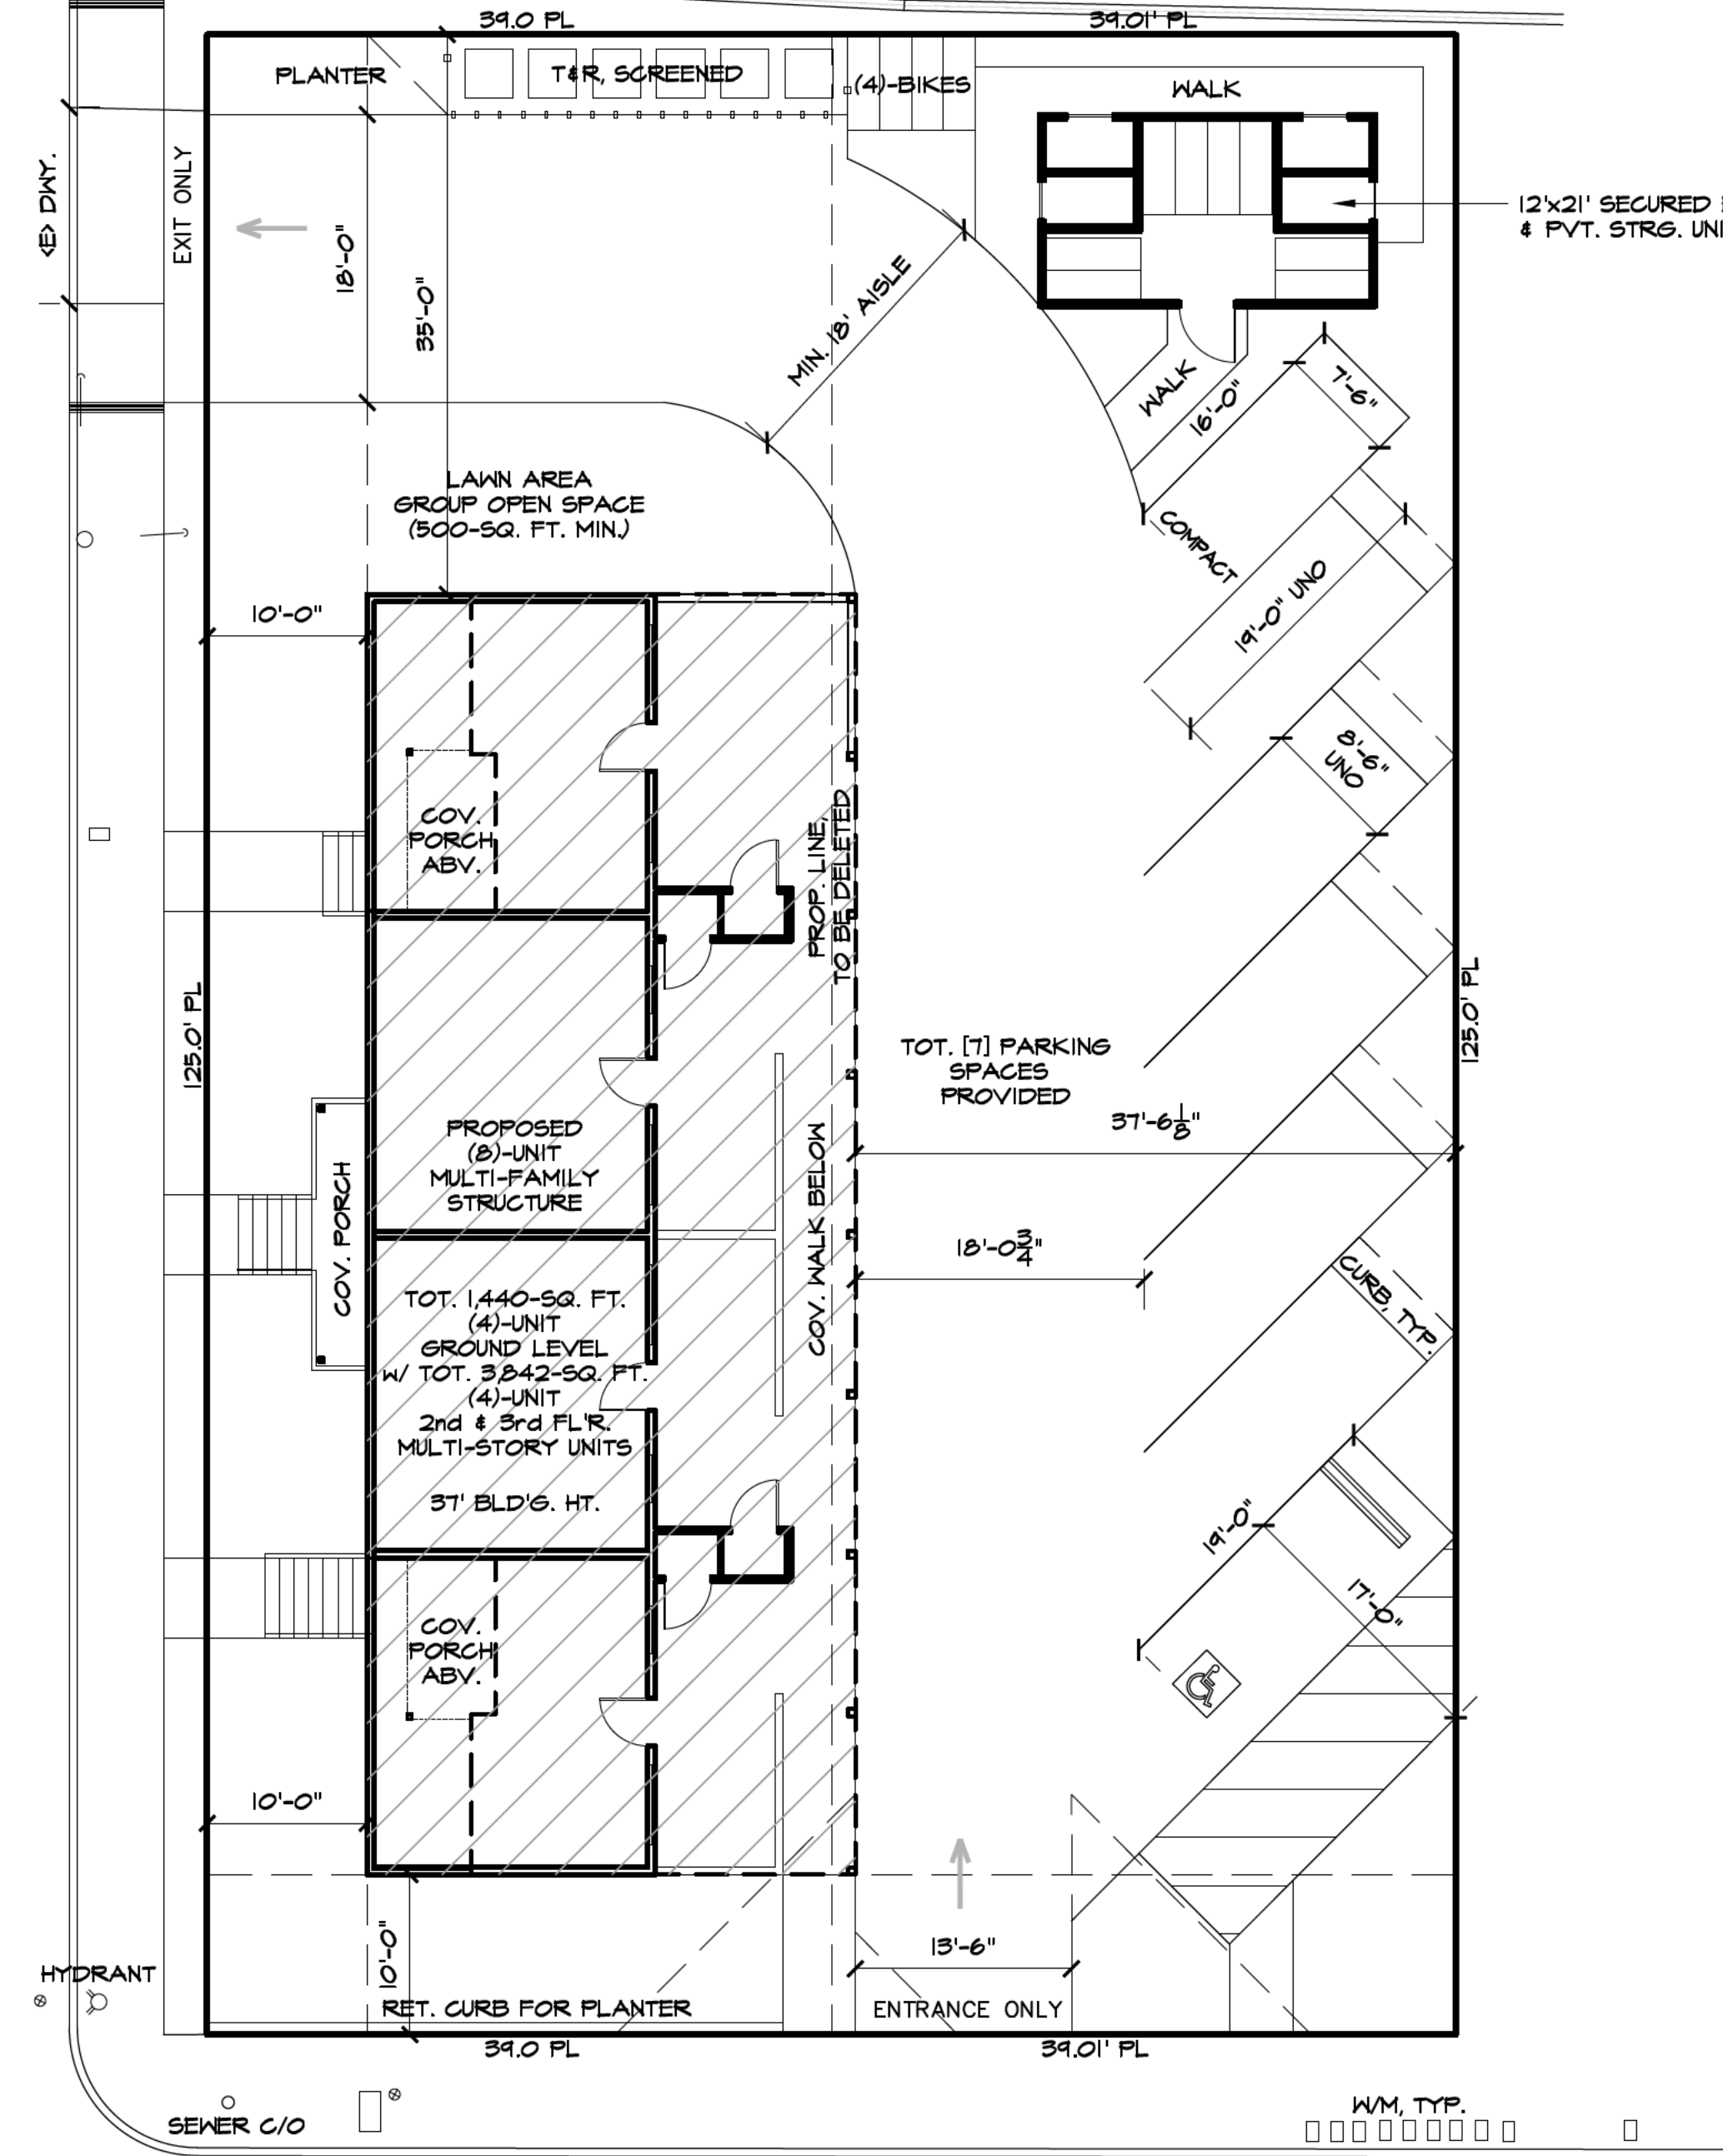 39.0 PL
39.01' PL
PLANTER
T&R, SCREENED
(4)-BIKES
WALK
<E> DWY.
EXIT ONLY
18'-0"
35'-0"
MIN. 18' AISLE
12'x21' SECURED
& PVT. STRG.
WALK
16'-0"
7'-6"
COMPACT
LAWN AREA
GROUP OPEN SPACE
(500-SQ. FT. MIN.)
19'-0" UNO
10'-0"
8'-6"
UNO
COV.
PORCH
ABV.
PROP. LINE,
TO BE DELETED
125.0' PL
125.0' PL
TOT. [7] PARKING
SPACES
PROVIDED
37'-6 1/8"
PROPOSED
(8)-UNIT
MULTI-FAMILY
STRUCTURE
COV. PORCH
COV. WALK BELOW
18'-0 3/4"
CURB, TYP.
TOT. 1,440-SQ. FT.
(4)-UNIT
GROUND LEVEL
W/ TOT. 3,842-SQ. FT.
(4)-UNIT
2nd & 3rd FL'R.
MULTI-STORY UNITS
37' BLD'G. HT.
19'-0"
17'-0"
COV.
PORCH
ABV.
10'-0"
10'-0"
13'-6"
HYDRANT
RET. CURB FOR PLANTER
ENTRANCE ONLY
39.0 PL
39.01' PL
SEWER C/O
W/M, TYP.